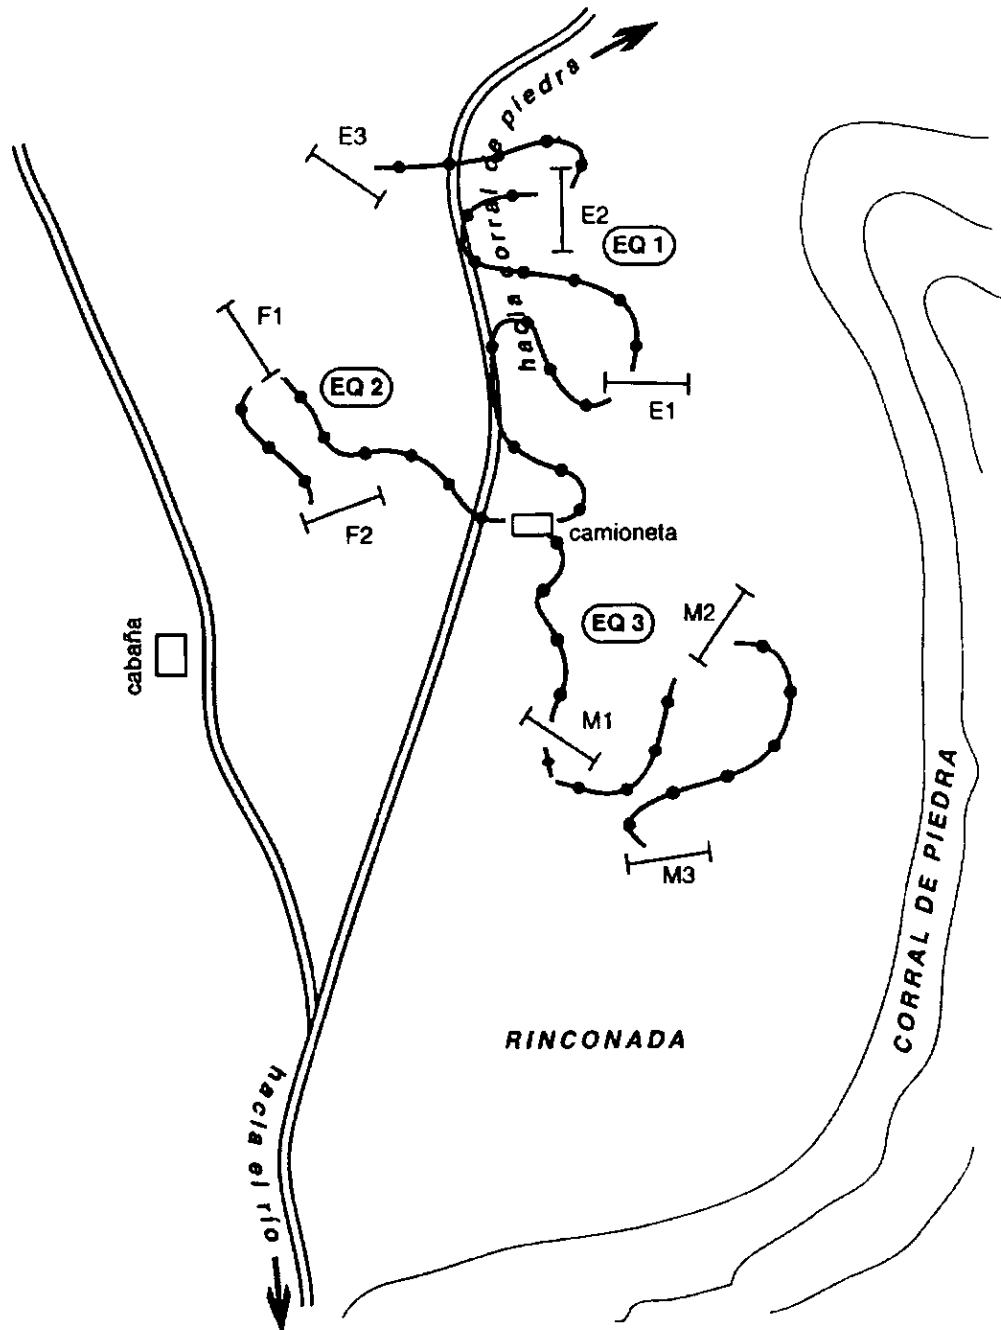 hacia corral de piedra
E3
E2
EQ 1
F1
EQ 2
E1
F2
camioneta
cabaña
EQ 3
M2
M1
M3
CORRAL DE PIEDRA
RINCONADA
hacia el río